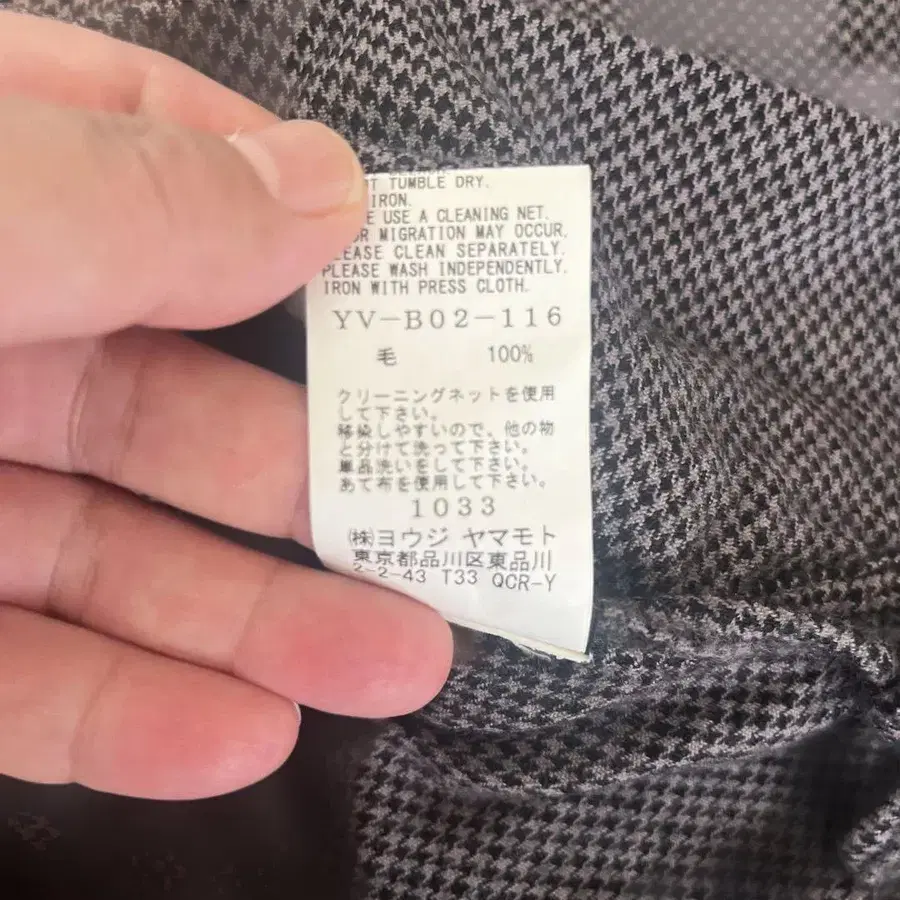 TUMBLE DRY.
IRON.
USE A CLEANING NET.
MIGRATION MAY OCCUR,
PLEASE CLEAN SEPARATELY.
PLEASE WASH INDEPENDENTLY.
IRON WITH PRESS CLOTH.
YV-B02-116
毛 100%
クリーニングネットを使用
して下さい。
移染しやすいので、他の物
と分けて洗って下さい。
単品洗いをして下さい。
あて布を使用して下さい。
1033
㈱ヨウジ ヤマモト
東京都品川区東品川
2-2-43 T33 QCR-Y